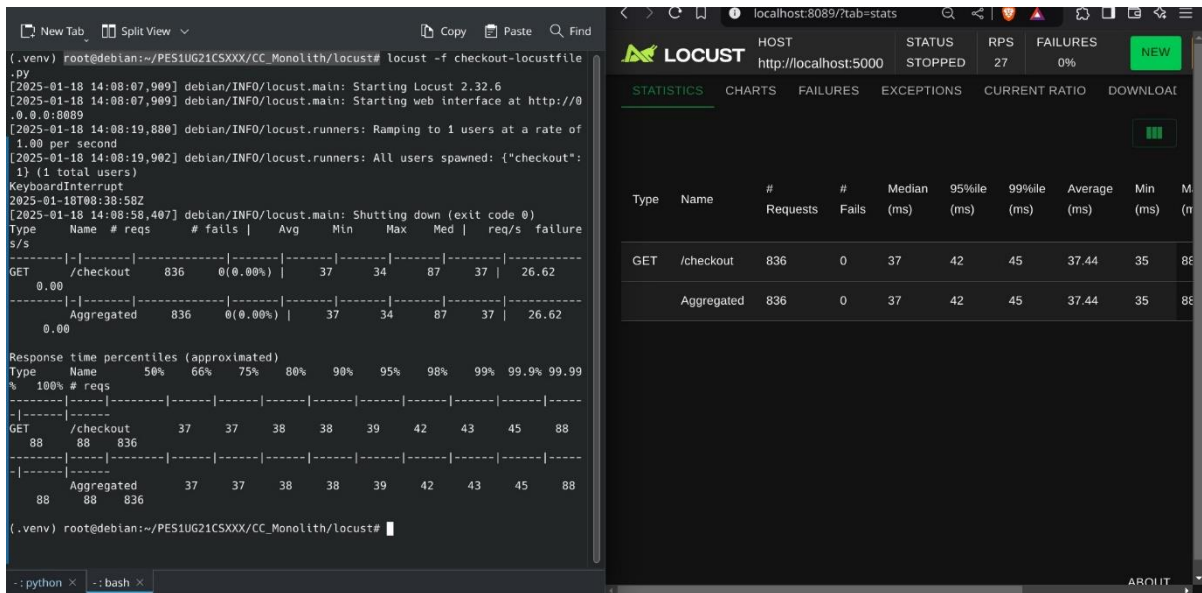 New Tab Split View Copy Paste Find
(.venv) root@debian:~/PES1UG21CSXXX/CC_Monolith/locust# locust -f checkout-locustfile
.py
[2025-01-18 14:08:07,909] debian/INFO/locust.main: Starting Locust 2.32.6
[2025-01-18 14:08:07,909] debian/INFO/locust.main: Starting web interface at http://0
.0.0.0:8089
[2025-01-18 14:08:19,880] debian/INFO/locust.runners: Ramping to 1 users at a rate of
1.00 per second
[2025-01-18 14:08:19,902] debian/INFO/locust.runners: All users spawned: {"checkout":
1} (1 total users)
KeyboardInterrupt
2025-01-18T08:38:58Z
[2025-01-18 14:08:58,407] debian/INFO/locust.main: Shutting down (exit code 0)
Type Name # reqs # fails | Avg Min Max Med | req/s failure
s/s
--------|-|-------|-------------|-------|-------|-------|-------|--------|-----------
GET /checkout 836 0(0.00%) | 37 34 87 37 | 26.62
0.00
--------|-|-------|-------------|-------|-------|-------|-------|--------|-----------
Aggregated 836 0(0.00%) | 37 34 87 37 | 26.62
0.00
Response time percentiles (approximated)
Type Name 50% 66% 75% 80% 90% 95% 98% 99% 99.9% 99.99
% 100% # reqs
--------|-----|--------|------|------|------|------|------|------|------|------|-----
-|------|------
GET /checkout 37 37 38 38 39 42 43 45 88
88 88 836
--------|-----|--------|------|------|------|------|------|------|------|------|-----
-|------|------
Aggregated 37 37 38 38 39 42 43 45 88
88 88 836
(.venv) root@debian:~/PES1UG21CSXXX/CC_Monolith/locust#
-: python × -: bash ×
localhost:8089/?tab=stats
LOCUST
HOST STATUS RPS FAILURES
http://localhost:5000 STOPPED 27 0%
NEW
STATISTICS CHARTS FAILURES EXCEPTIONS CURRENT RATIO DOWNLOAD
Type Name # Requests # Fails Median (ms) 95%ile (ms) 99%ile (ms) Average (ms) Min (ms)
GET /checkout 836 0 37 42 45 37.44 35 88
Aggregated 836 0 37 42 45 37.44 35 88
ABOUT